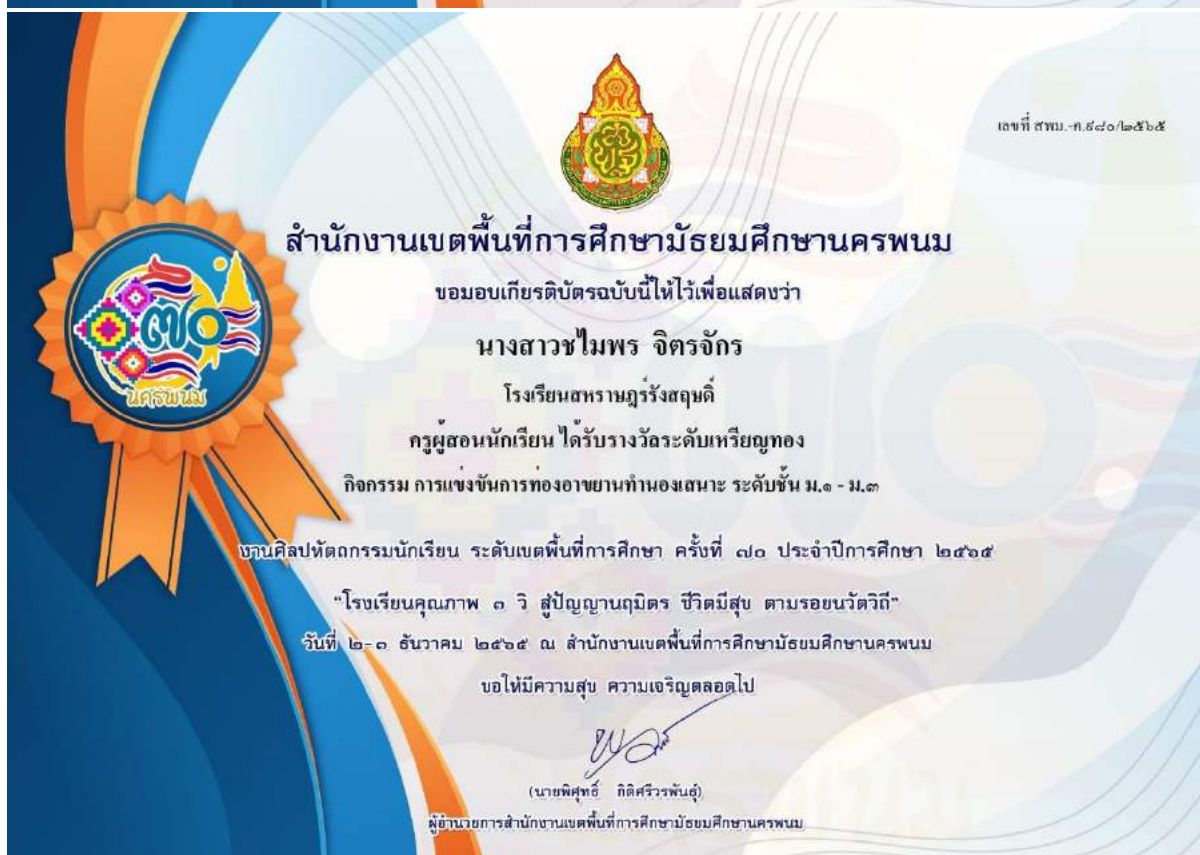 เลขที่ สพม.-ก.๕๘๐/๒๕๖๕
สำนักงานเขตพื้นที่การศึกษามัธยมศึกษานครพนม
ขอมอบเกียรติบัตรฉบับนี้ให้ไว้เพื่อแสดงว่า
นางสาวชไมพร จิตรจักร
โรงเรียนสหราษฎร์รังสฤษดิ์
ครูผู้สอนนักเรียน ได้รับรางวัลระดับเหรียญทอง
กิจกรรม การแข่งขันการท่องอาขยานทำนองเสนาะ ระดับชั้น ม.๑ - ม.๓
งานศิลปหัตถกรรมนักเรียน ระดับเขตพื้นที่การศึกษา ครั้งที่ ๗๐ ประจำปีการศึกษา ๒๕๖๕
"โรงเรียนคุณภาพ ๓ วิ สู่ปัญญานฤมิตร ชีวิตมีสุข ตามรอยนวัตวิถี"
วันที่ ๒-๓ ธันวาคม ๒๕๖๕ ณ สำนักงานเขตพื้นที่การศึกษามัธยมศึกษานครพนม
ขอให้มีความสุข ความเจริญตลอดไป
(นายพิศุทธิ์ กิติศรีวรพันธุ์)
ผู้อำนวยการสำนักงานเขตพื้นที่การศึกษามัธยมศึกษานครพนม
๗๐
นครพนม